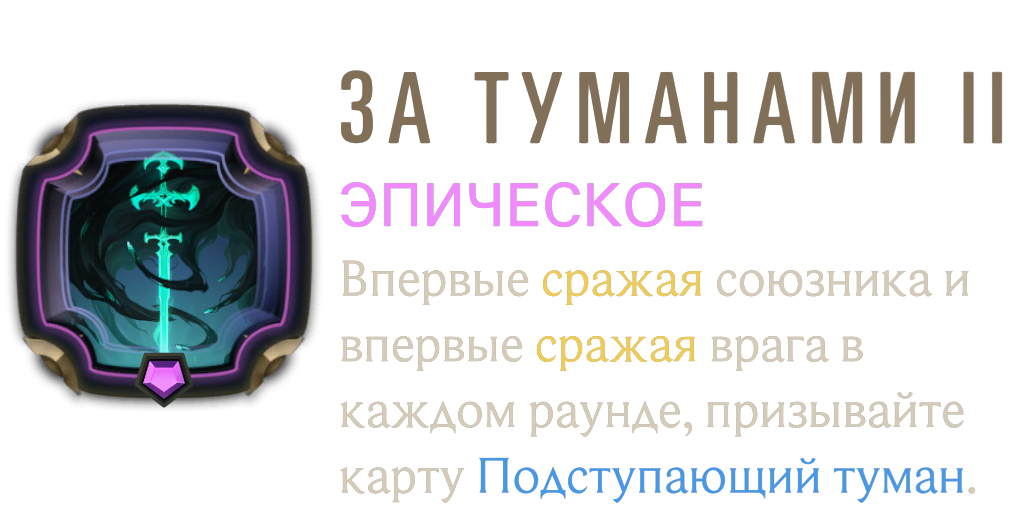 ЗА ТУМАНАМИ II
ЭПИЧЕСКОЕ
Впервые сражая союзника и
впервые сражая врага в
каждом раунде, призывайте
карту Подступающий туман.